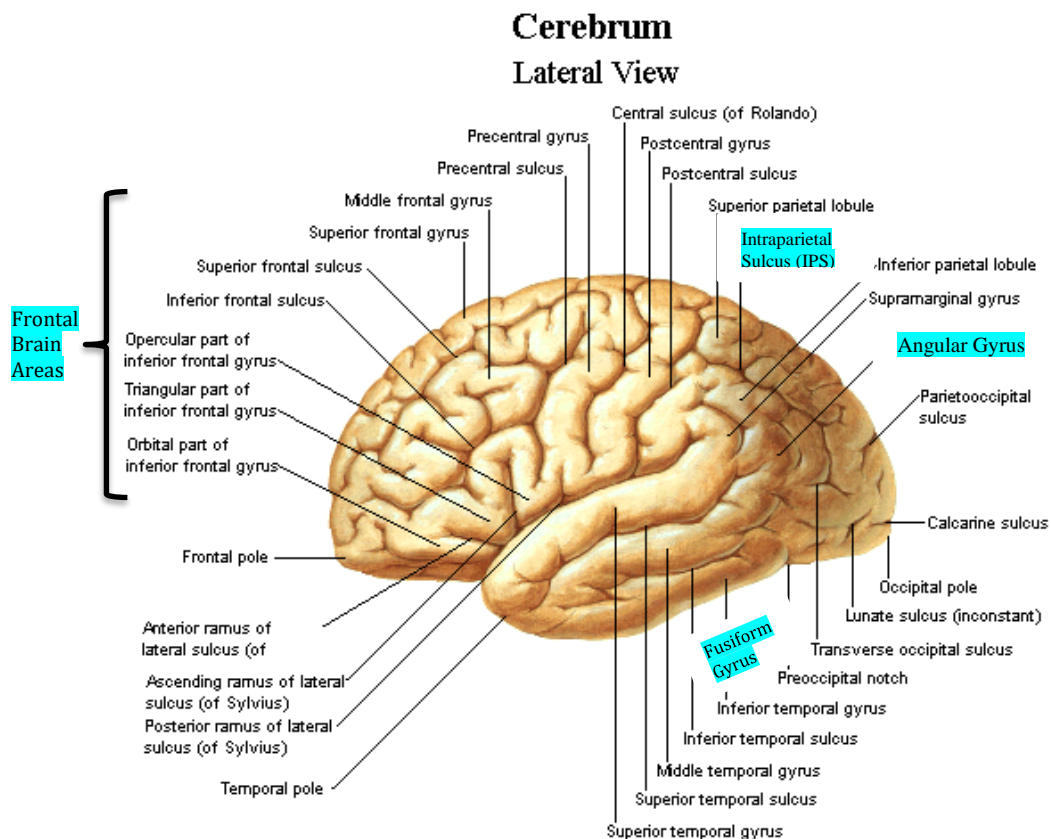 Cerebrum
Lateral View
Central sulcus (of Rolando)
Precentral gyrus
Postcentral gyrus
Precentral sulcus
Postcentral sulcus
Middle frontal gyrus
Superior parietal lobule
Superior frontal gyrus
Intraparietal
Sulcus (IPS)
Superior frontal sulcus
Inferior parietal lobule
Inferior frontal sulcus
Supramarginal gyrus
Frontal
Brain
Areas
Opercular part of
inferior frontal gyrus
Angular Gyrus
Triangular part of
inferior frontal gyrus
Parietooccipital
sulcus
Orbital part of
inferior frontal gyrus
Calcarine sulcus
Frontal pole
Occipital pole
Lunate sulcus (inconstant)
Anterior ramus of
lateral sulcus (of
Fusiform
Gyrus
Transverse occipital sulcus
Preoccipital notch
Ascending ramus of lateral
sulcus (of Sylvius)
Inferior temporal gyrus
Posterior ramus of lateral
sulcus (of Sylvius)
Inferior temporal sulcus
Middle temporal gyrus
Temporal pole
Superior temporal sulcus
Superior temporal gyrus